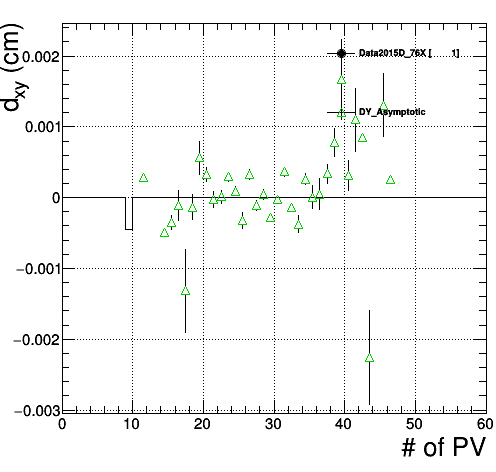 d_xy (cm)
0.002
0.001
0
−0.001
−0.002
−0.003
Data2015D_76X [ 1]
DY_Asymptotic
0 10 20 30 40 50 60
# of PV